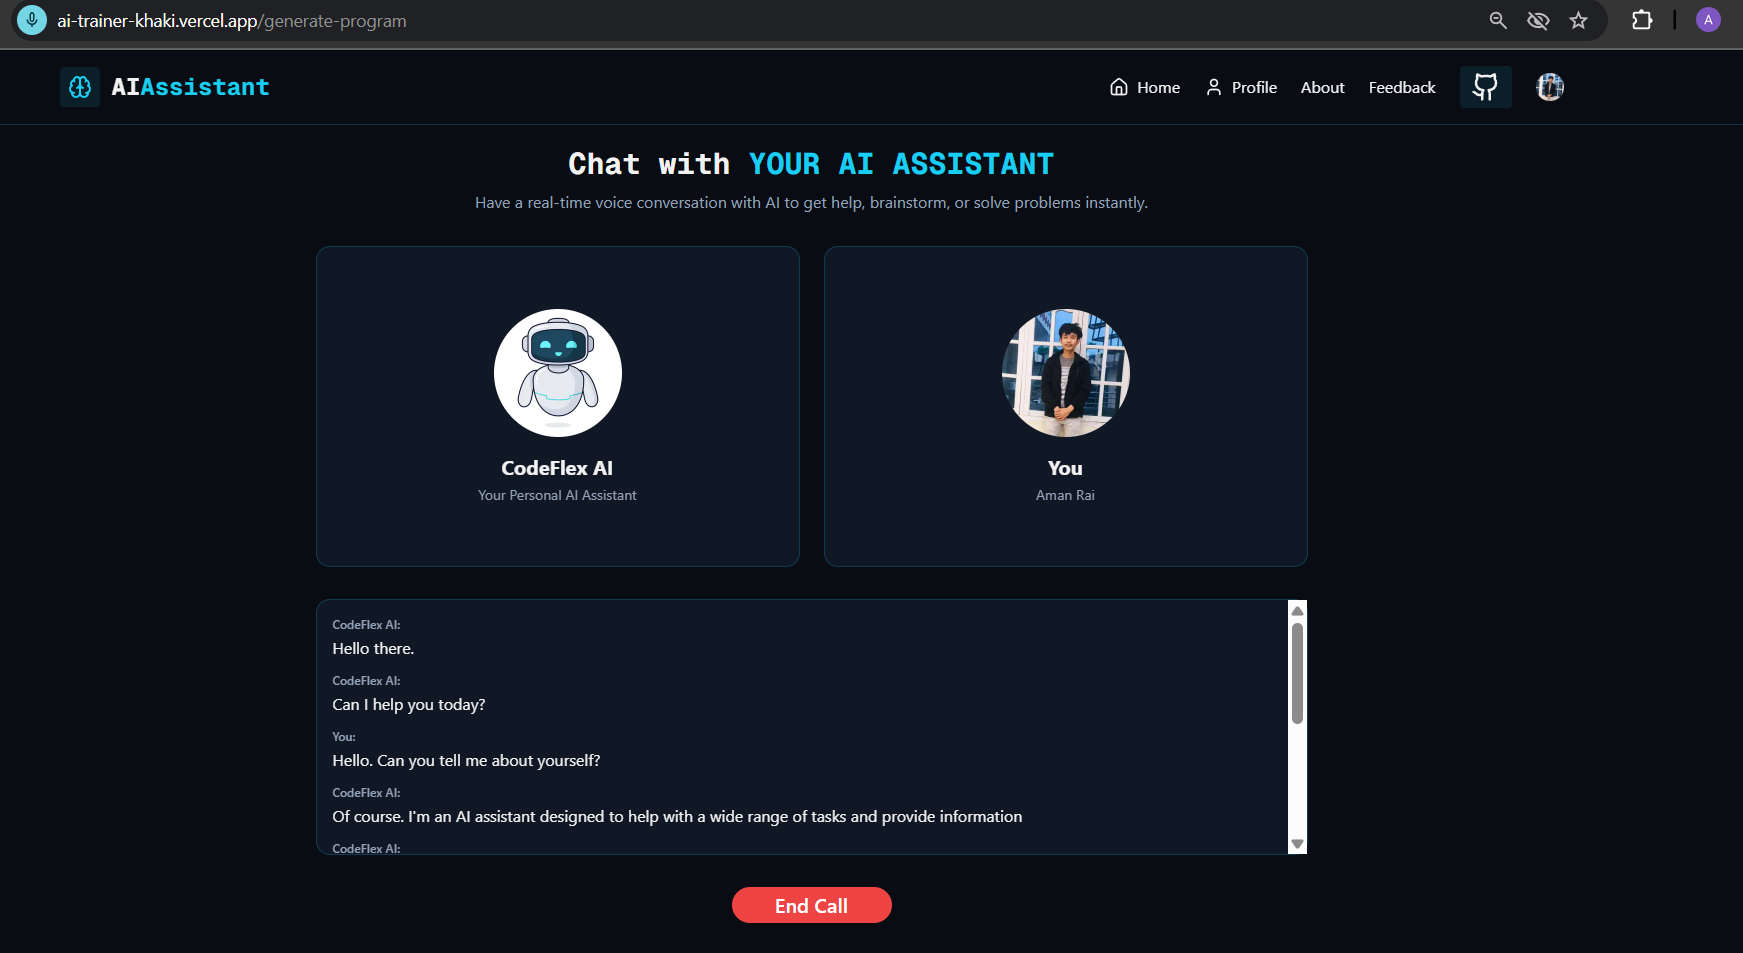 ai-trainer-khaki.vercel.app/generate-program
A
AIAssistant
Home
Profile
About
Feedback
Chat with YOUR AI ASSISTANT
Have a real-time voice conversation with AI to get help, brainstorm, or solve problems instantly.
CodeFlex AI
Your Personal AI Assistant
You
Aman Rai
CodeFlex AI:
Hello there.
CodeFlex AI:
Can I help you today?
You:
Hello. Can you tell me about yourself?
CodeFlex AI:
Of course. I'm an AI assistant designed to help with a wide range of tasks and provide information
CodeFlex AI:
End Call